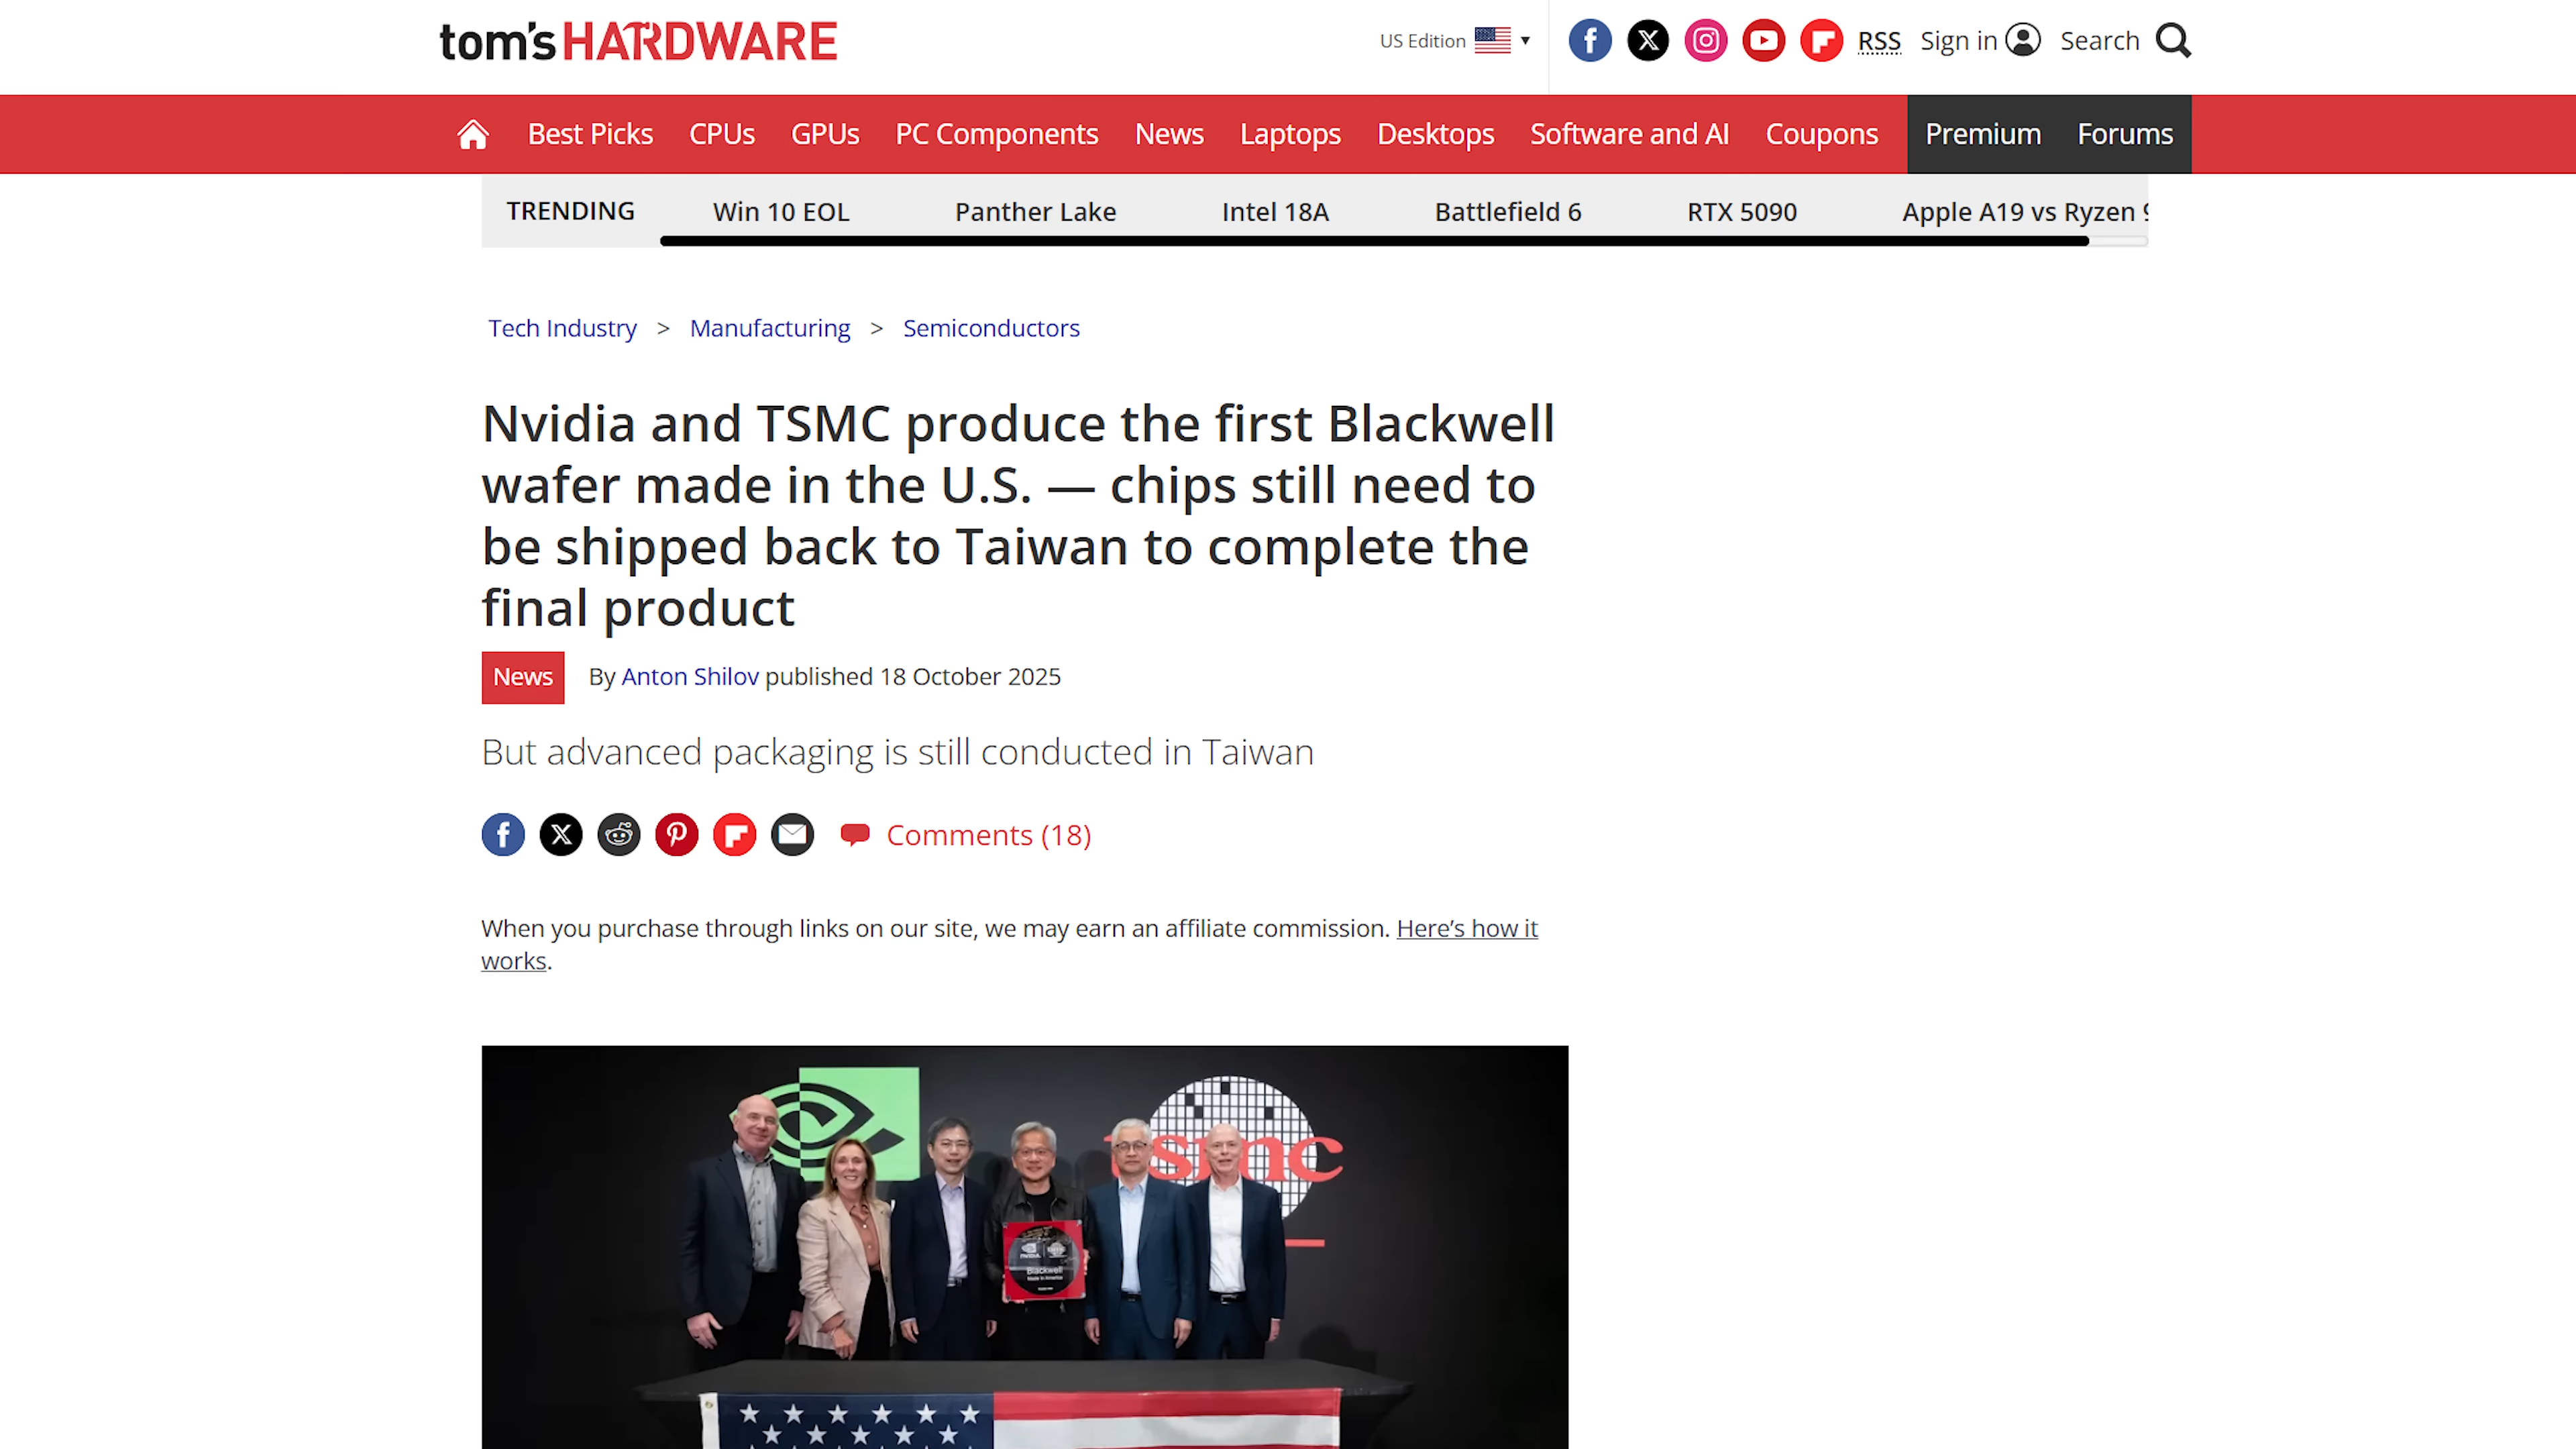 tom's HARDWARE
US Edition
RSS
Sign in
Search
Best Picks
CPUs
GPUs
PC Components
News
Laptops
Desktops
Software and AI
Coupons
Premium
Forums
TRENDING
Win 10 EOL
Panther Lake
Intel 18A
Battlefield 6
RTX 5090
Apple A19 vs Ryzen 9
Tech Industry > Manufacturing > Semiconductors
Nvidia and TSMC produce the first Blackwell
wafer made in the U.S. — chips still need to
be shipped back to Taiwan to complete the
final product
News
By Anton Shilov published 18 October 2025
But advanced packaging is still conducted in Taiwan
Comments (18)
When you purchase through links on our site, we may earn an affiliate commission. Here's how it
works.
tsmc
Blackwell
Made in America